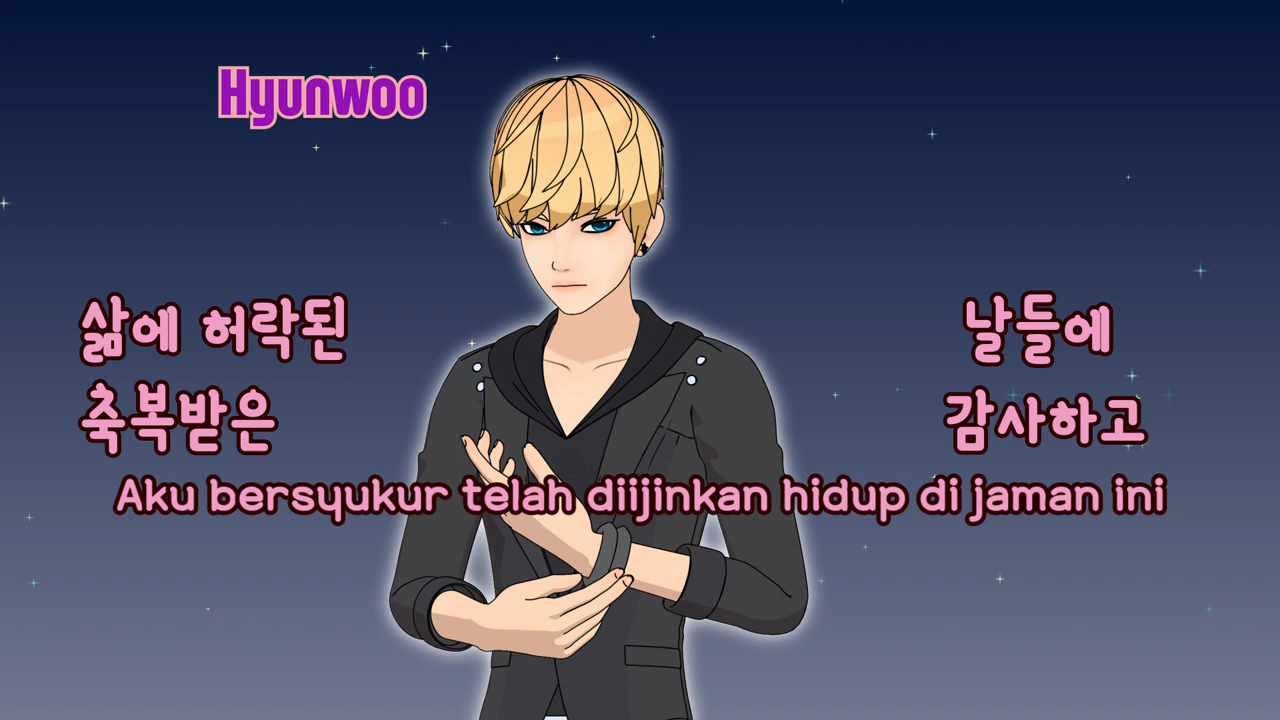 Hyunwoo
삶에 허락된
축복받은
날들에
감사하고
Aku bersyukur telah diijinkan hidup di jaman ini